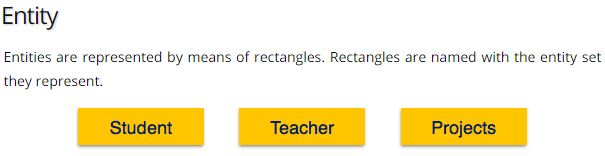 Entity
Entities are represented by means of rectangles. Rectangles are named with the entity set
they represent.
Student Teacher Projects